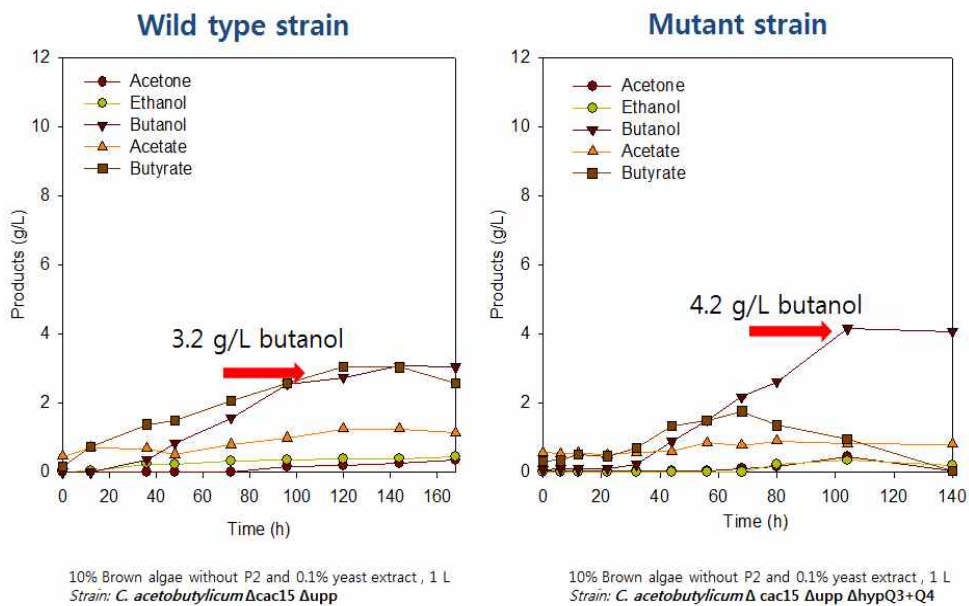 Wild type strain
12
10
8
6
4
2
0
Products (g/L)
Acetone
Ethanol
Butanol
Acetate
Butyrate
3.2 g/L butanol
0 20 40 60 80 100 120 140 160
Time (h)
10% Brown algae without P2 and 0.1% yeast extract , 1 L
Strain: C. acetobutylicum Δcac15 Δupp
Mutant strain
12
10
8
6
4
2
0
Products (g/L)
Acetone
Ethanol
Butanol
Acetate
Butyrate
4.2 g/L butanol
0 20 40 60 80 100 120 140
Time (h)
10% Brown algae without P2 and 0.1% yeast extract , 1 L
Strain: C. acetobutylicum Δ cac15 Δupp ΔhypQ3+Q4